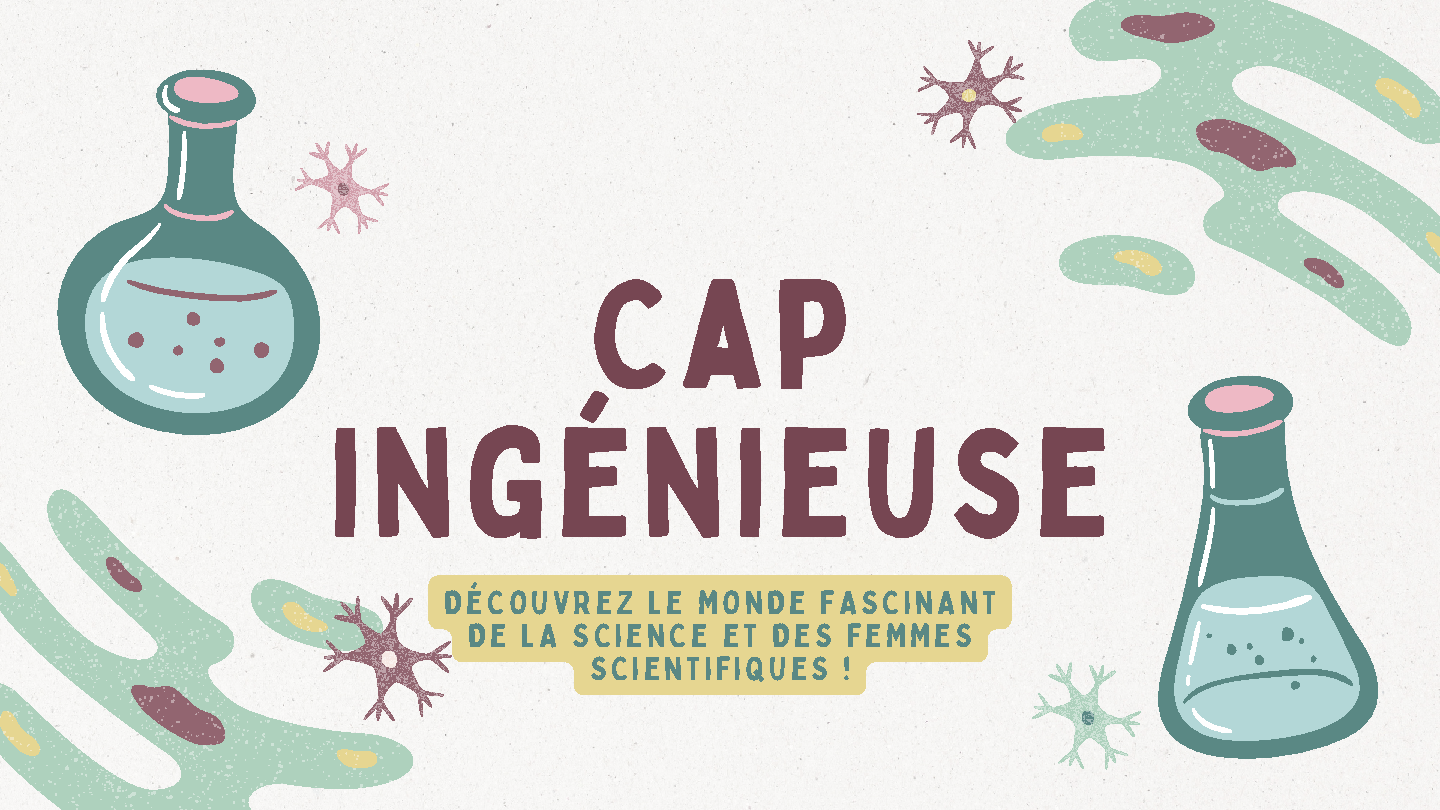 CAP
INGÉNIEUSE
DÉCOUVREZ LE MONDE FASCINANT
DE LA SCIENCE ET DES FEMMES
SCIENTIFIQUES !